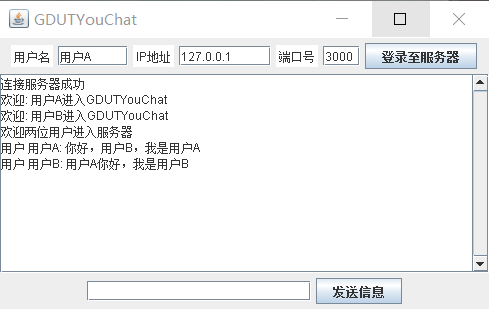 GDUTYouChat
用户名 用户A IP地址 127.0.0.1 端口号 3000 登录至服务器
连接服务器成功
欢迎: 用户A进入GDUTYouChat
欢迎: 用户B进入GDUTYouChat
欢迎两位用户进入服务器
用户 用户A: 你好，用户B，我是用户A
用户 用户B: 用户A你好，我是用户B
发送信息